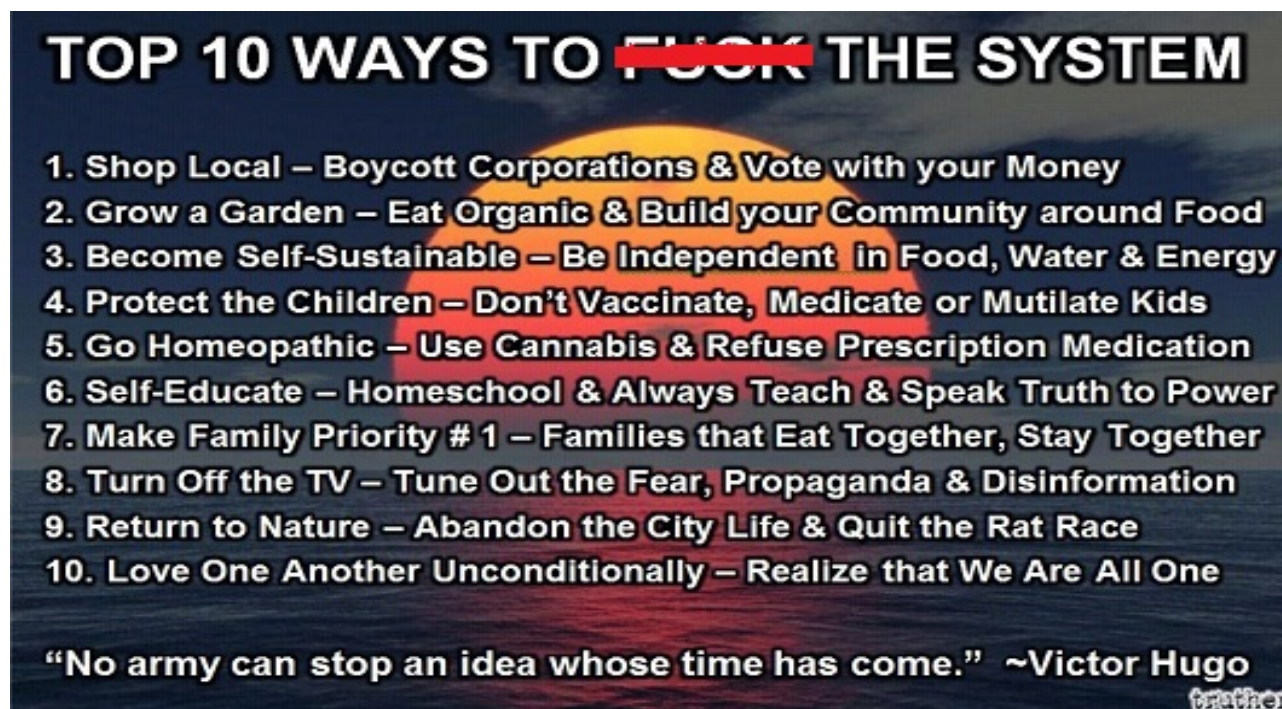 TOP 10 WAYS TO FUCK THE SYSTEM
1. Shop Local – Boycott Corporations & Vote with your Money
2. Grow a Garden – Eat Organic & Build your Community around Food
3. Become Self-Sustainable – Be Independent in Food, Water & Energy
4. Protect the Children – Don't Vaccinate, Medicate or Mutilate Kids
5. Go Homeopathic – Use Cannabis & Refuse Prescription Medication
6. Self-Educate – Homeschool & Always Teach & Speak Truth to Power
7. Make Family Priority # 1 – Families that Eat Together, Stay Together
8. Turn Off the TV – Tune Out the Fear, Propaganda & Disinformation
9. Return to Nature – Abandon the City Life & Quit the Rat Race
10. Love One Another Unconditionally – Realize that We Are All One
“No army can stop an idea whose time has come.” ~Victor Hugo